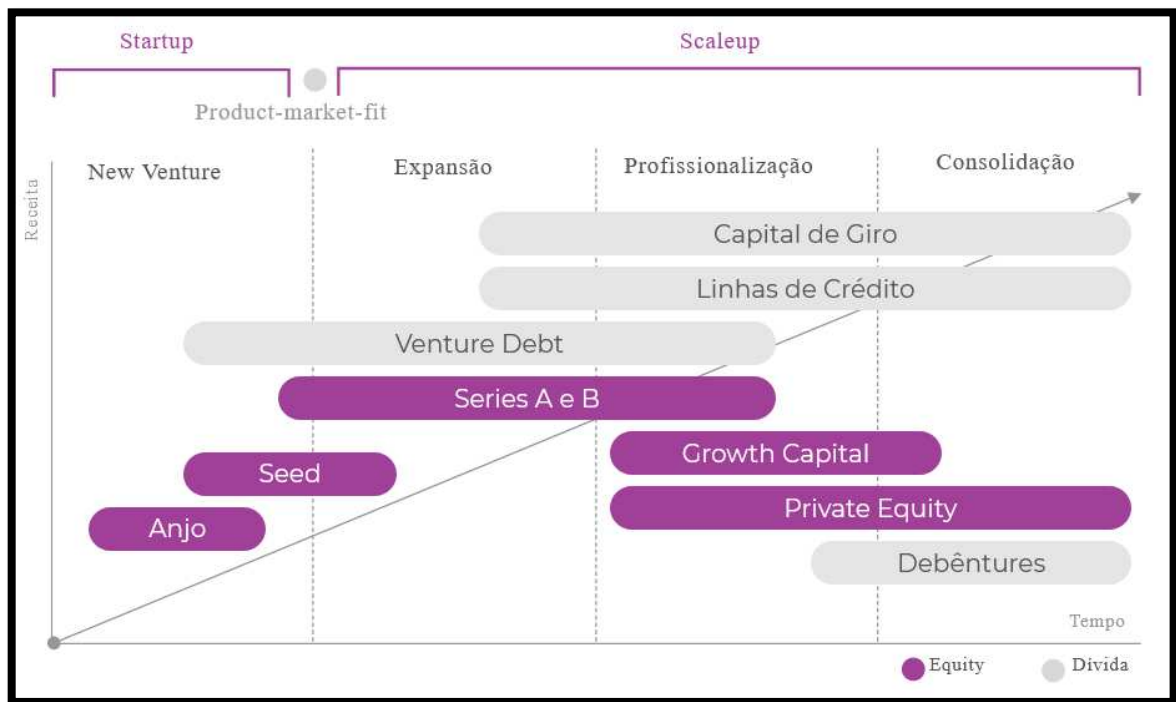 Startup
Scaleup
Product-market-fit
New Venture
Expansão
Profissionalização
Consolidação
Receita
Capital de Giro
Linhas de Crédito
Venture Debt
Series A e B
Growth Capital
Seed
Private Equity
Anjo
Debêntures
Tempo
Equity
Dívida